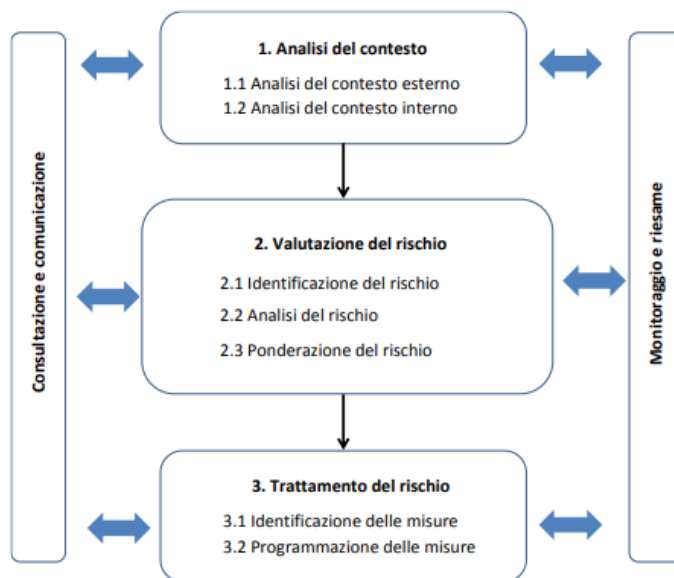 Consultazione e comunicazione
1. Analisi del contesto
1.1 Analisi del contesto esterno
1.2 Analisi del contesto interno
2. Valutazione del rischio
2.1 Identificazione del rischio
2.2 Analisi del rischio
2.3 Ponderazione del rischio
3. Trattamento del rischio
3.1 Identificazione delle misure
3.2 Programmazione delle misure
Monitoraggio e riesame